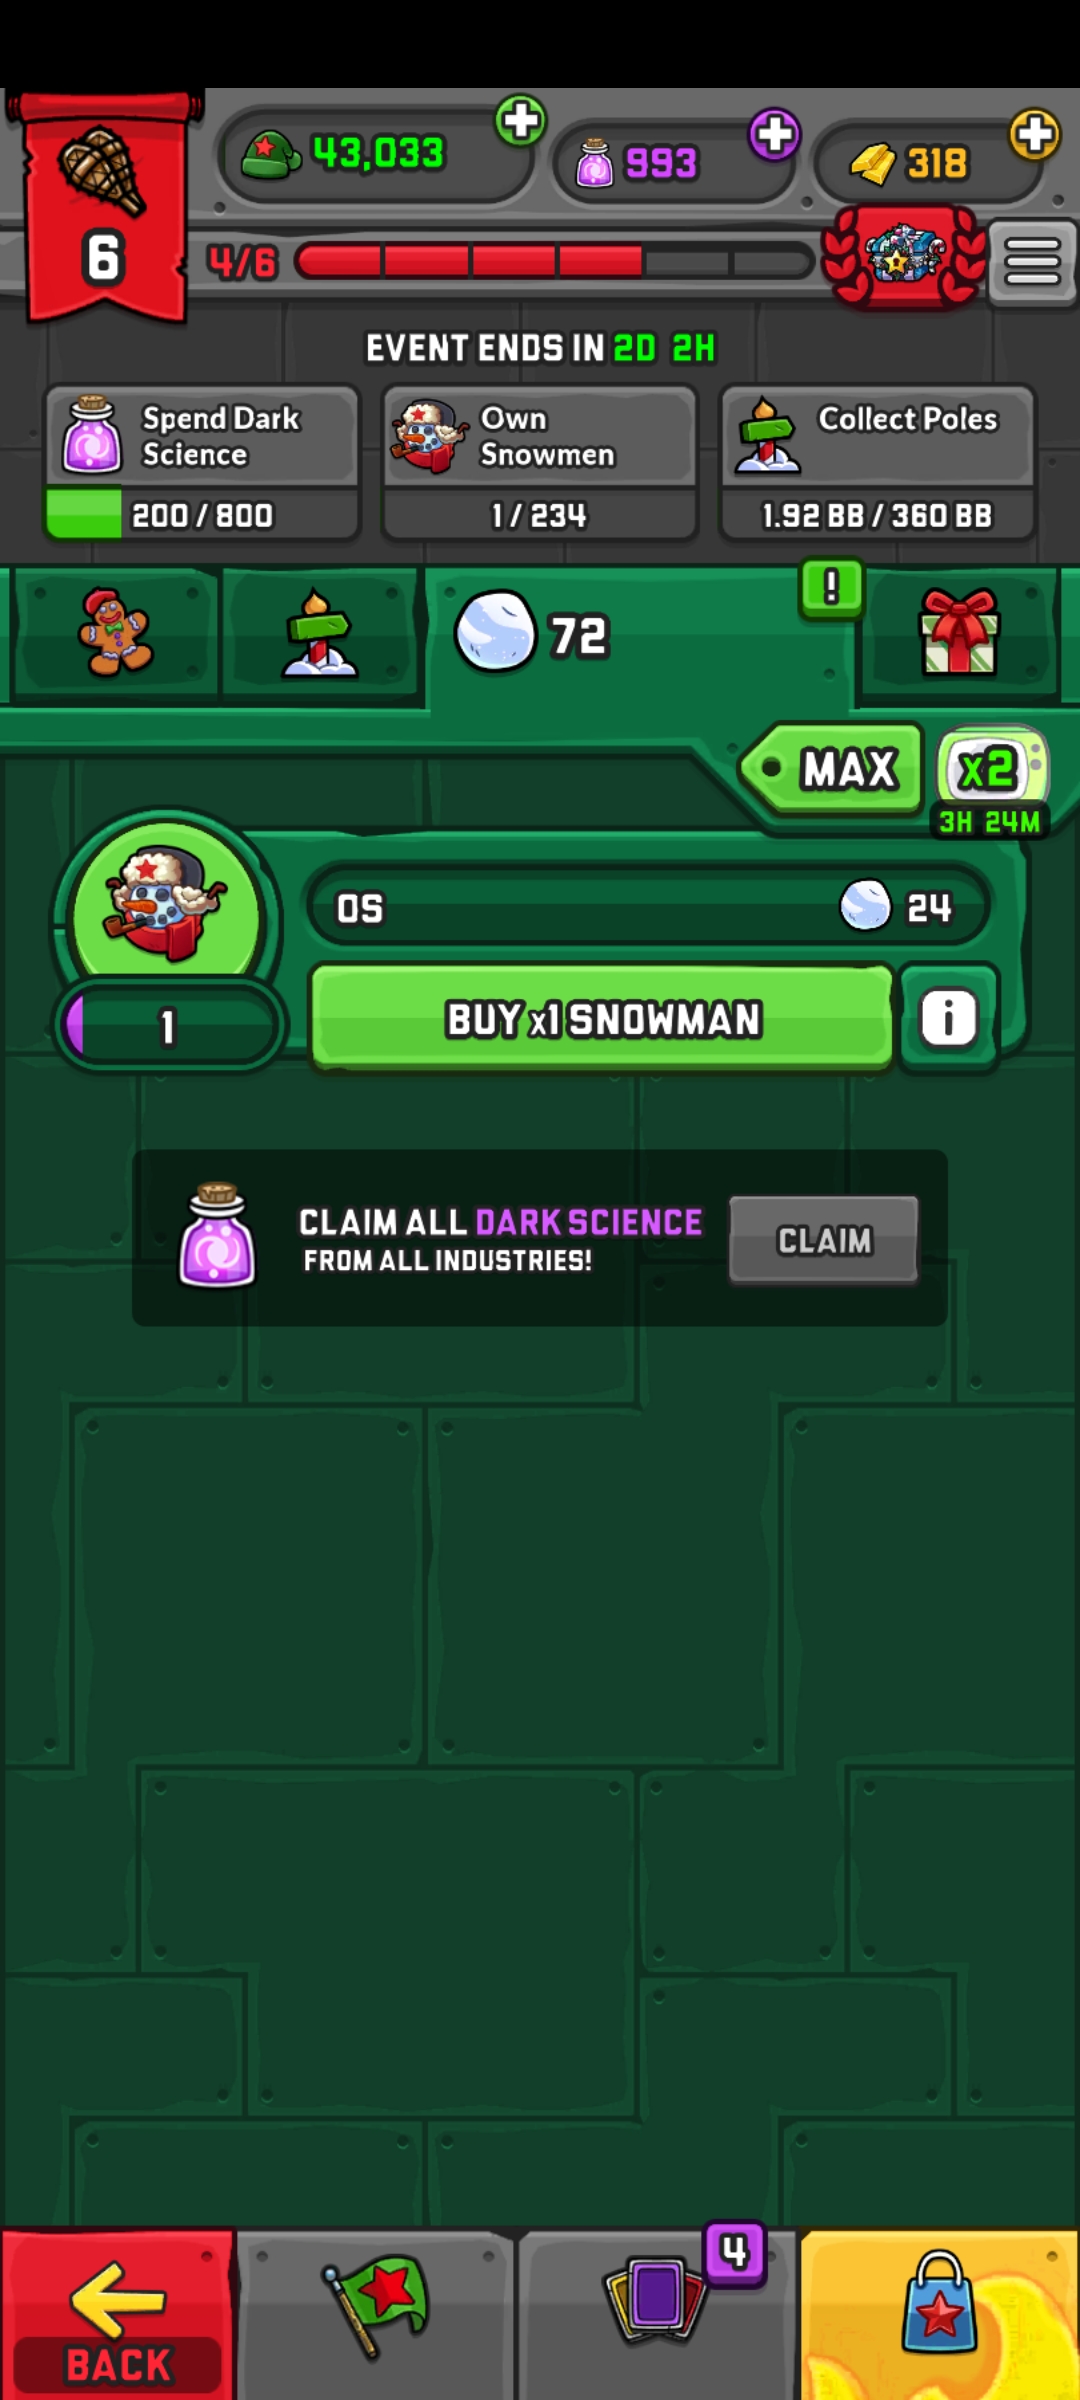 43,033
993
318
6
4/6
EVENT ENDS IN 2D 2H
Spend Dark
Science
200 / 800
Own
Snowmen
1 / 234
Collect Poles
1.92 BB / 360 BB
72
!
MAX
x2
3H 24M
0S
24
1
BUY x1 SNOWMAN
i
CLAIM ALL DARK SCIENCE
FROM ALL INDUSTRIES!
CLAIM
4
BACK